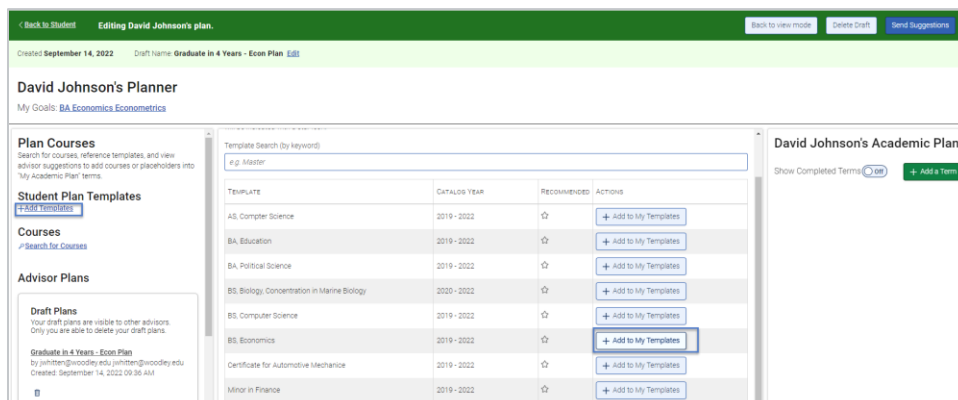 < Back to Student Editing David Johnson's plan. Back to view mode Delete Draft Send Suggestions
Created September 14, 2022 Draft Name Graduate in 4 Years - Econ Plan Edit
David Johnson's Planner
My Goals: BA Economics Econometrics
Plan Courses
Search for courses, reference templates, and view
advisor suggestions to add courses or placeholders into
"My Academic Plan" terms.
Student Plan Templates
+Add Templates
Courses
Search for Courses
Advisor Plans
Draft Plans
Your draft plans are visible to other advisors.
Only you are able to delete your draft plans.
Graduate in 4 Years - Econ Plan
by jwhitten@woodley.edu jwhitten@woodley.edu
Created: September 14, 2022 09:36 AM
Template Search (by keyword)
e.g. Master
TEMPLATE CATALOG YEAR RECOMMENDED ACTIONS
AS, Compter Science 2019 - 2022 + Add to My Templates
BA, Education 2019 - 2022 + Add to My Templates
BA, Political Science 2019 - 2022 + Add to My Templates
BS, Biology, Concentration in Marine Biology 2020 - 2022 + Add to My Templates
BS, Computer Science 2019 - 2022 + Add to My Templates
BS, Economics 2019 - 2022 + Add to My Templates
Certificate for Automotive Mechanice 2019 - 2022 + Add to My Templates
Minor in Finance 2019 - 2022 + Add to My Templates
David Johnson's Academic Plan
Show Completed Terms Off + Add a Term